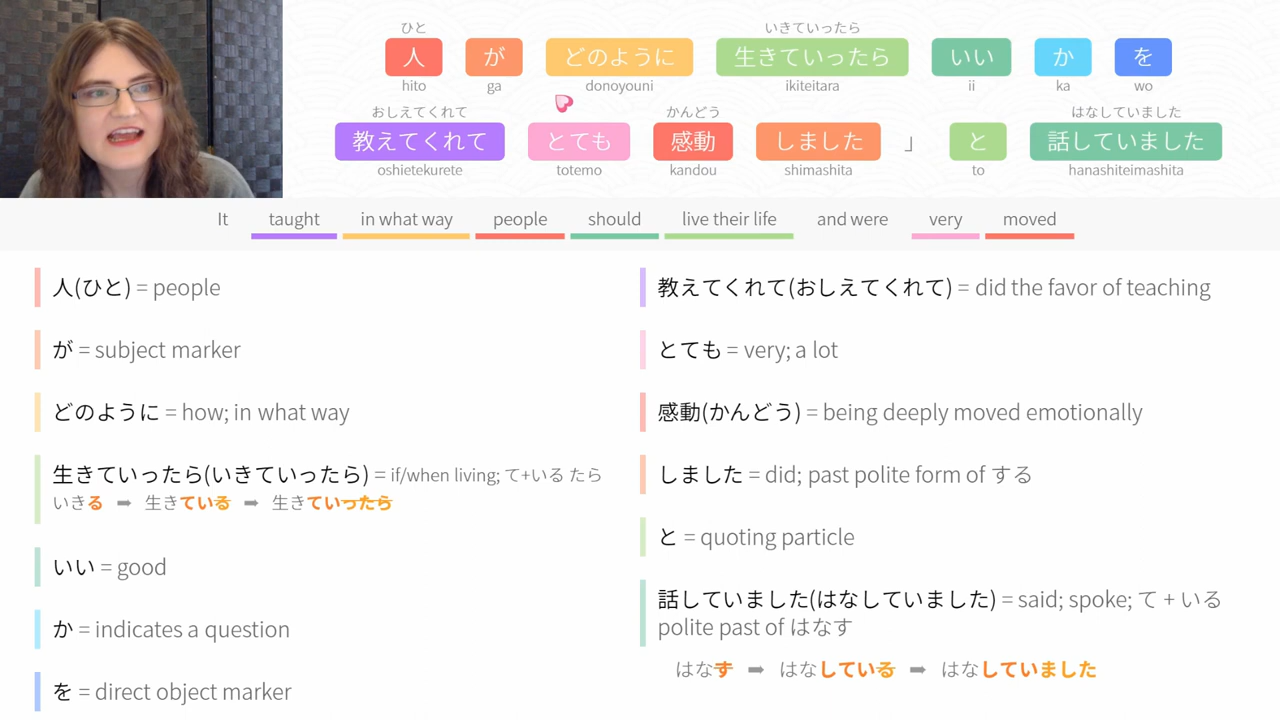 ひと いきていったら
人 が どのように 生きていったら いい か を
hito ga donoyouni ikiteitara ii ka wo
おしえてくれて かんどう はなしていました
教えてくれて とても 感動 しました 」 と 話していました
oshietekurete totemo kandou shimashita to hanashiteimashita
It taught in what way people should live their life and were very moved
人(ひと) = people
が = subject marker
どのように = how; in what way
生きていったら(いきていったら) = if/when living; て+いる たら
いきる ➡ 生きている ➡ 生きていったら
いい = good
か = indicates a question
を = direct object marker
教えてくれて(おしえてくれて) = did the favor of teaching
とても = very; a lot
感動(かんどう) = being deeply moved emotionally
しました = did; past polite form of する
と = quoting particle
話していました(はなしていました) = said; spoke; て + いる
polite past of はなす
はなす ➡ はなしている ➡ はなしていました